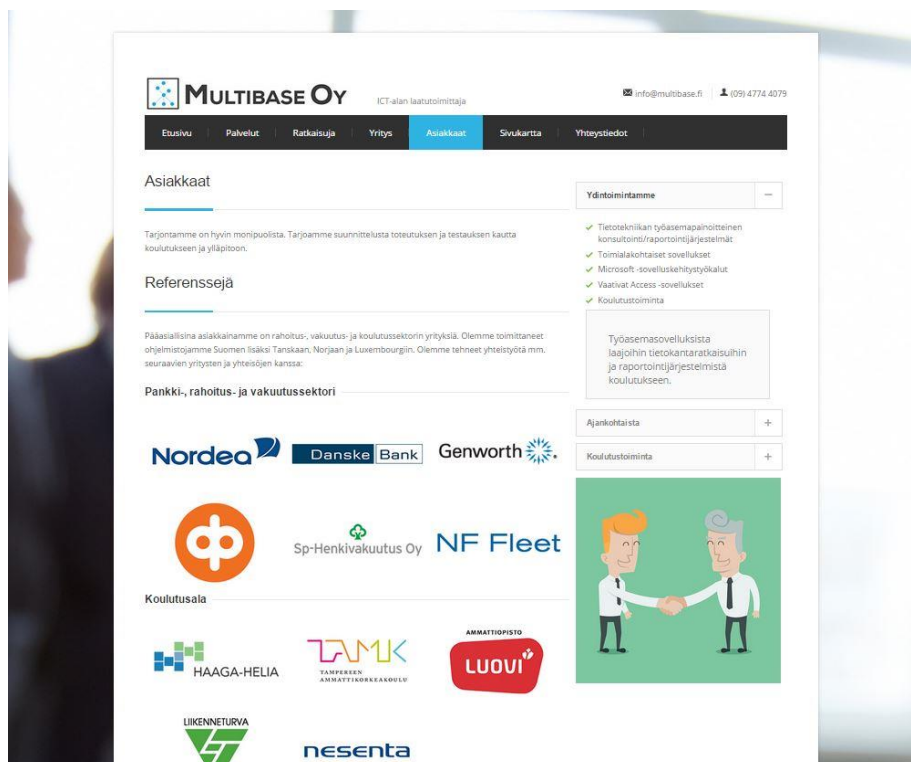 MULTIBASE OY
ICT-alan laatutoimittaja
info@multibase.fi
(09) 4774 4079
Etusivu
Palvelut
Ratkaisuja
Yritys
Asiakkaat
Sivukartta
Yhteystiedot
Asiakkaat
Tarjontamme on hyvin monipuolista. Tarjoamme suunnittelusta toteutuksen ja testauksen kautta
koulutukseen ja ylläpitoon.
Referenssejä
Pääasiallisina asiakkainamme on rahoitus-, vakuutus- ja koulutussektorin yrityksiä. Olemme toimittaneet
ohjelmistojamme Suomen lisäksi Tanskaan, Norjaan ja Luxembourgiin. Olemme tehneet yhteistyötä mm.
seuraavien yritysten ja yhteisöjen kanssa:
Pankki-, rahoitus- ja vakuutussektori
Nordea
Danske Bank
Genworth
op
Sp-Henkivakuutus Oy
NF Fleet
Koulutusala
HAAGA-HELIA
TAMK
TAMPEREEN
AMMATTIKORKEAKOULU
AMMATTIOPISTO
LUOVI
LIIKENNETURVA
nesenta
Ydintoimintamme
Tietotekniikan työasemapainoitteinen
konsultointi/raportointijärjestelmät
Toimialakohtaiset sovellukset
Microsoft -sovelluskehitystyökalut
Vaativat Access -sovellukset
Koulutustoiminta
Työasemasovelluksista
laajoihin tietokantaratkaisuihin
ja raportointijärjestelmistä
koulutukseen.
Ajankohtaista
Koulutustoiminta